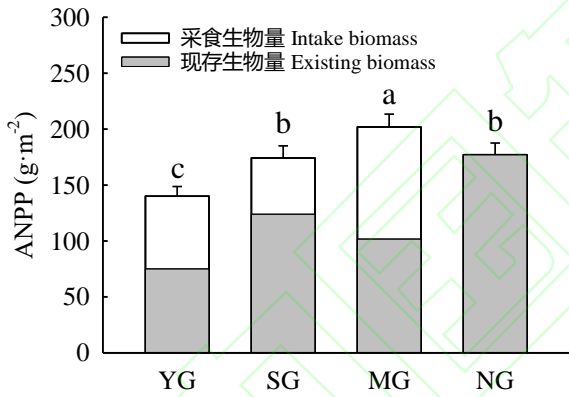 300
采食生物量 Intake biomass
250
现存生物量 Existing biomass
a
200
b
b
c
150
100
50
0
ANPP (g·m-2)
YG SG MG NG